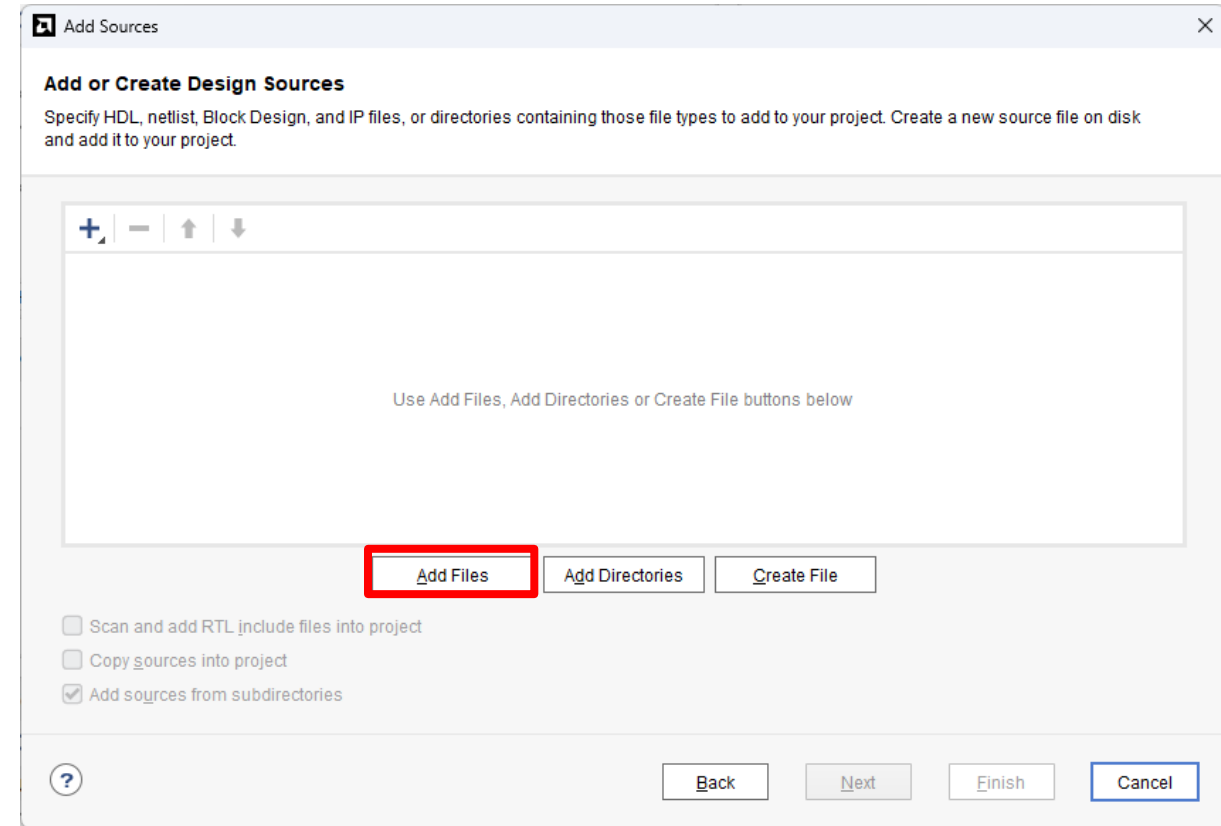 Add Sources
Add or Create Design Sources
Specify HDL, netlist, Block Design, and IP files, or directories containing those file types to add to your project. Create a new source file on disk
and add it to your project.
Use Add Files, Add Directories or Create File buttons below
Add Files
Add Directories
Create File
Scan and add RTL include files into project
Copy sources into project
Add sources from subdirectories
?
Back
Next
Finish
Cancel